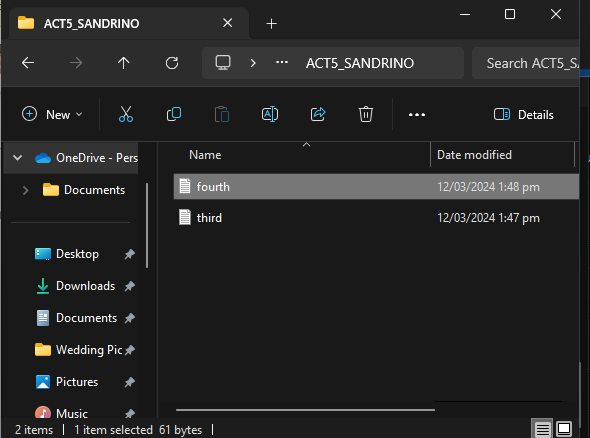 ACT5_SANDRINO
ACT5_SANDRINO
Search ACT5_SA
New
Details
OneDrive - Pers
Documents
Desktop
Downloads
Documents
Wedding Pic
Pictures
Music
Name Date modified
fourth 12/03/2024 1:48 pm
third 12/03/2024 1:47 pm
2 items 1 item selected 61 bytes